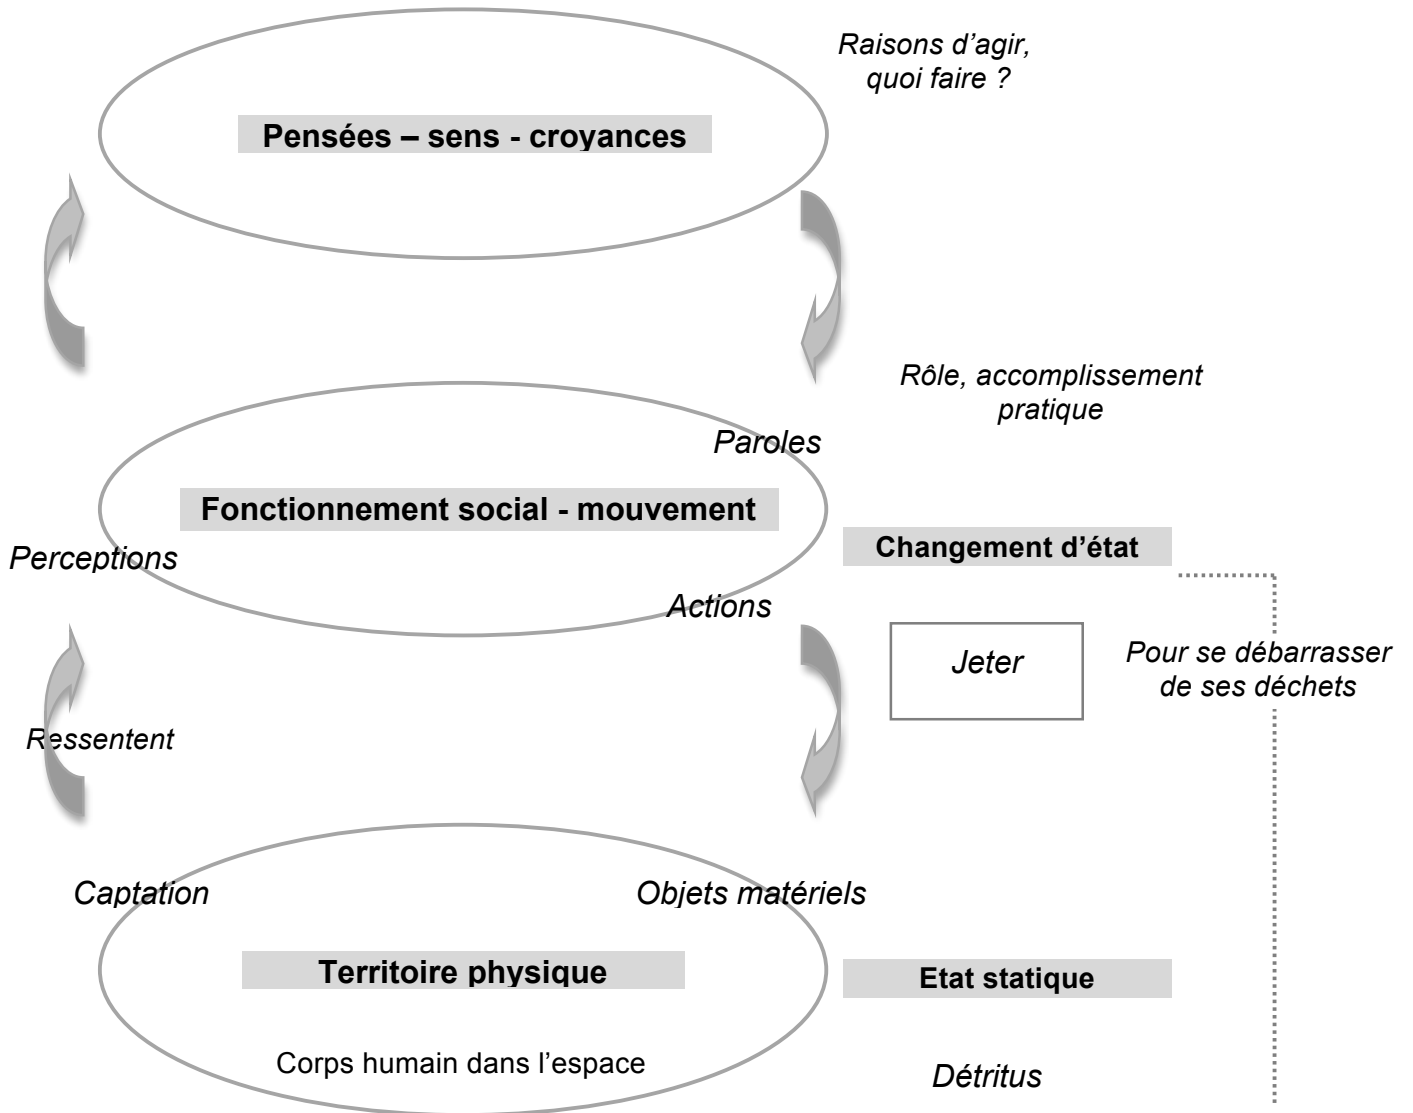 Raisons d’agir,
quoi faire ?
Pensées – sens - croyances
Rôle, accomplissement
pratique
Paroles
Fonctionnement social - mouvement
Changement d’état
Perceptions
Actions
Jeter
Pour se débarrasser
de ses déchets
Ressentent
Captation
Objets matériels
Territoire physique
Etat statique
Corps humain dans l’espace
Détritus